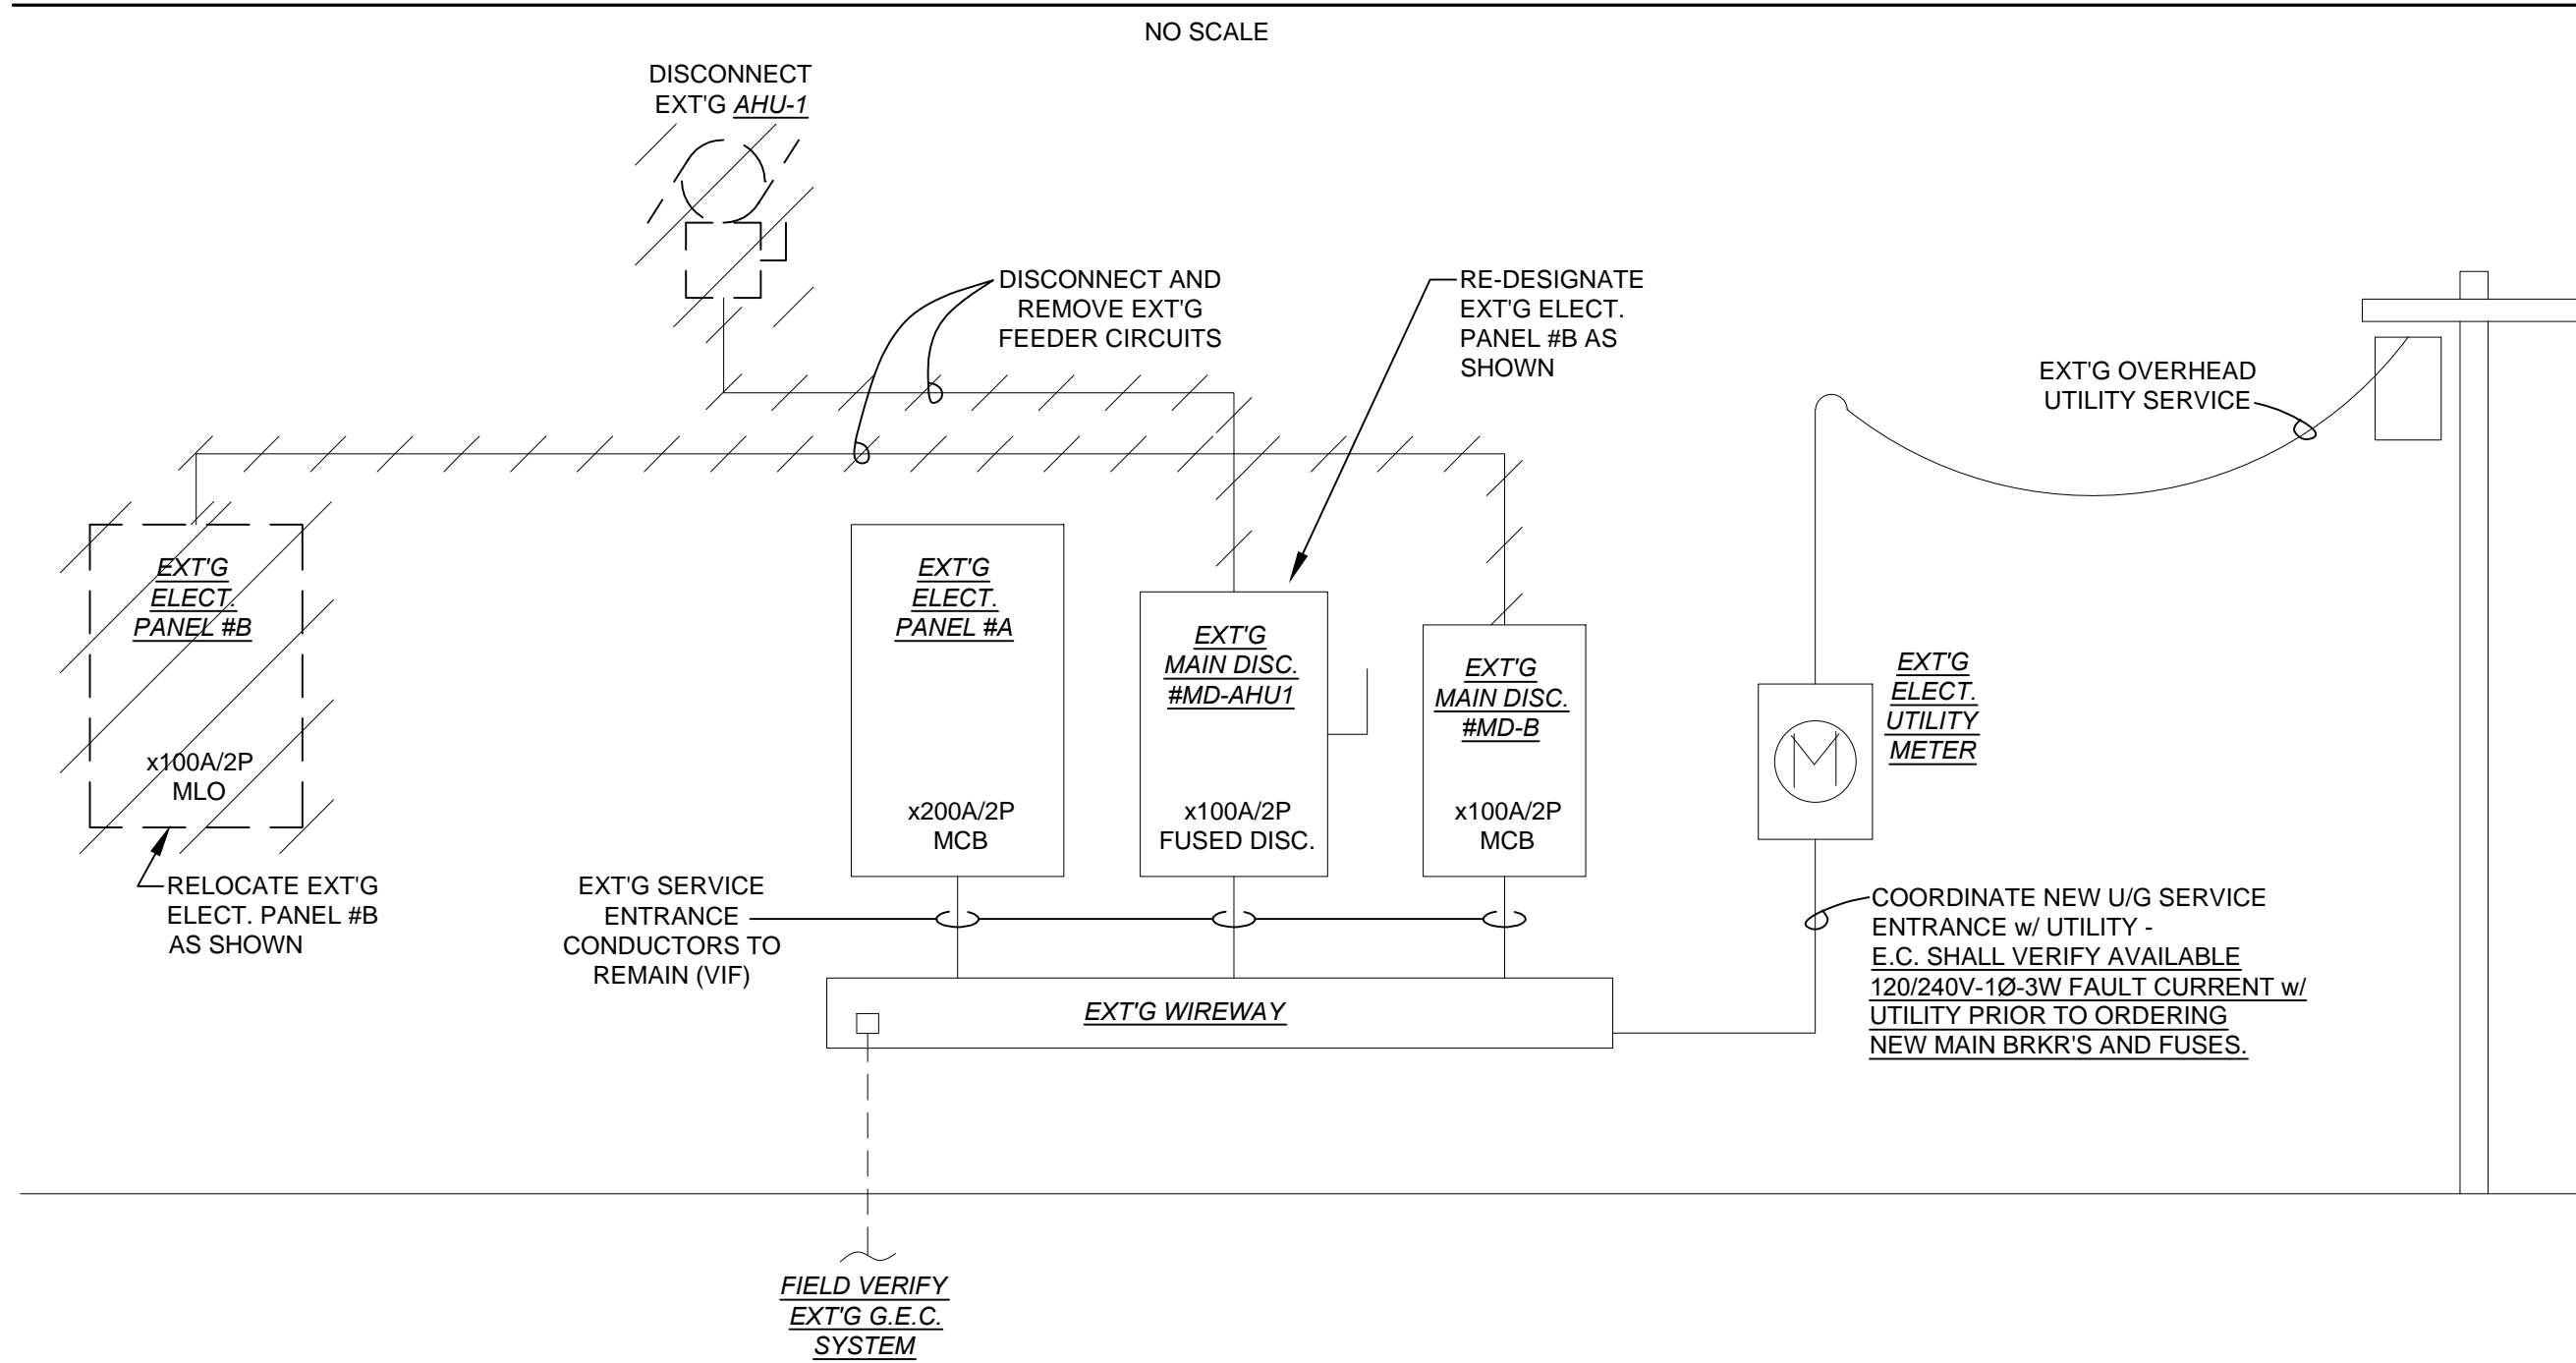 NO SCALE
DISCONNECT
EXT'G AHU-1
DISCONNECT AND
REMOVE EXT'G
FEEDER CIRCUITS
RE-DESIGNATE
EXT'G ELECT.
PANEL #B AS
SHOWN
EXT'G OVERHEAD
UTILITY SERVICE
EXT'G
ELECT.
PANEL #B
x100A/2P
MLO
EXT'G
ELECT.
PANEL #A
x200A/2P
MCB
EXT'G
MAIN DISC.
#MD-AHU1
x100A/2P
FUSED DISC.
EXT'G
MAIN DISC.
#MD-B
x100A/2P
MCB
M
EXT'G
ELECT.
UTILITY
METER
RELOCATE EXT'G
ELECT. PANEL #B
AS SHOWN
EXT'G SERVICE
ENTRANCE
CONDUCTORS TO
REMAIN (VIF)
COORDINATE NEW U/G SERVICE
ENTRANCE w/ UTILITY -
E.C. SHALL VERIFY AVAILABLE
120/240V-1Ø-3W FAULT CURRENT w/
UTILITY PRIOR TO ORDERING
NEW MAIN BRKR'S AND FUSES.
EXT'G WIREWAY
FIELD VERIFY
EXT'G G.E.C.
SYSTEM